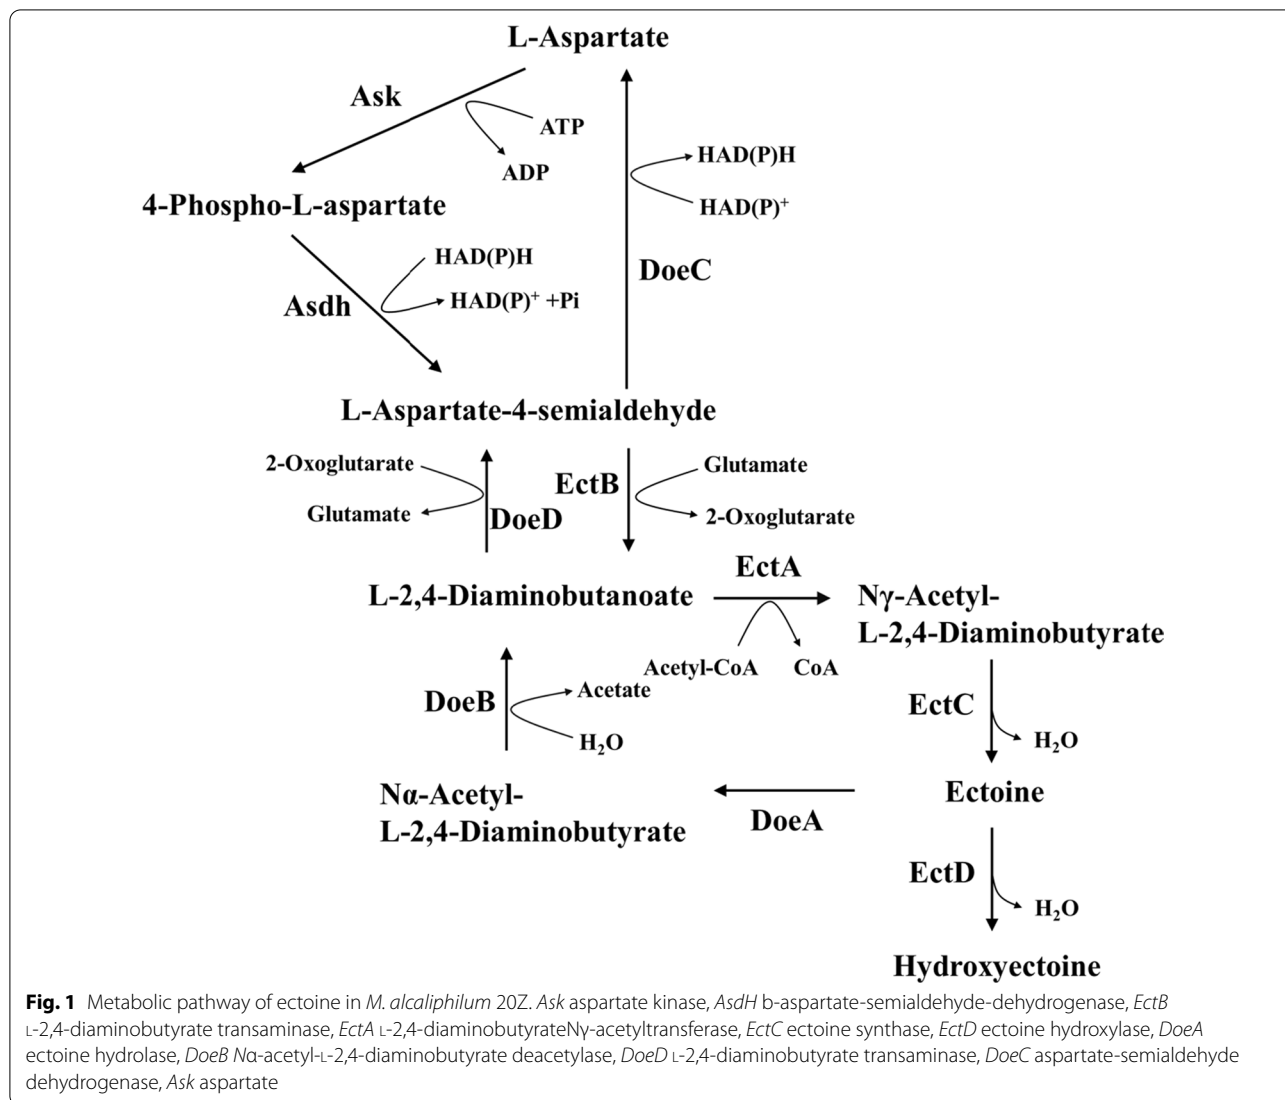 L-Aspartate
Ask
ATP
ADP
HAD(P)H
HAD(P)⁺
4-Phospho-L-aspartate
DoeC
HAD(P)H
HAD(P)⁺ +Pi
Asdh
L-Aspartate-4-semialdehyde
2-Oxoglutarate
Glutamate
DoeD
EctB
Glutamate
2-Oxoglutarate
L-2,4-Diaminobutanoate
EctA
Acetyl-CoA
CoA
Nγ-Acetyl-
L-2,4-Diaminobutyrate
DoeB
Acetate
H₂O
EctC
H₂O
Nα-Acetyl-
L-2,4-Diaminobutyrate
DoeA
Ectoine
EctD
H₂O
Hydroxyectoine
Fig. 1 Metabolic pathway of ectoine in M. alcaliphilum 20Z. Ask aspartate kinase, AsdH b-aspartate-semialdehyde-dehydrogenase, EctB
L-2,4-diaminobutyrate transaminase, EctA L-2,4-diaminobutyrateNγ-acetyltransferase, EctC ectoine synthase, EctD ectoine hydroxylase, DoeA
ectoine hydrolase, DoeB Nα-acetyl-L-2,4-diaminobutyrate deacetylase, DoeD L-2,4-diaminobutyrate transaminase, DoeC aspartate-semialdehyde
dehydrogenase, Ask aspartate